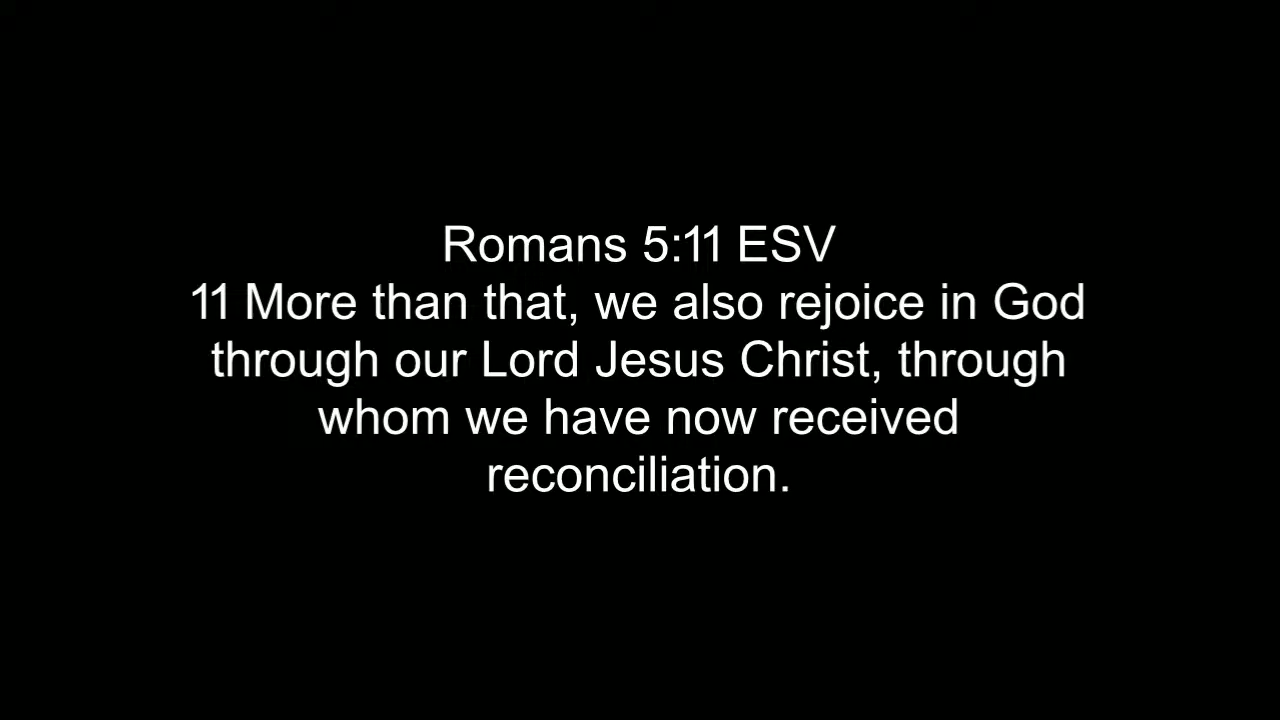 Romans 5:11 ESV
11 More than that, we also rejoice in God
through our Lord Jesus Christ, through
whom we have now received
reconciliation.